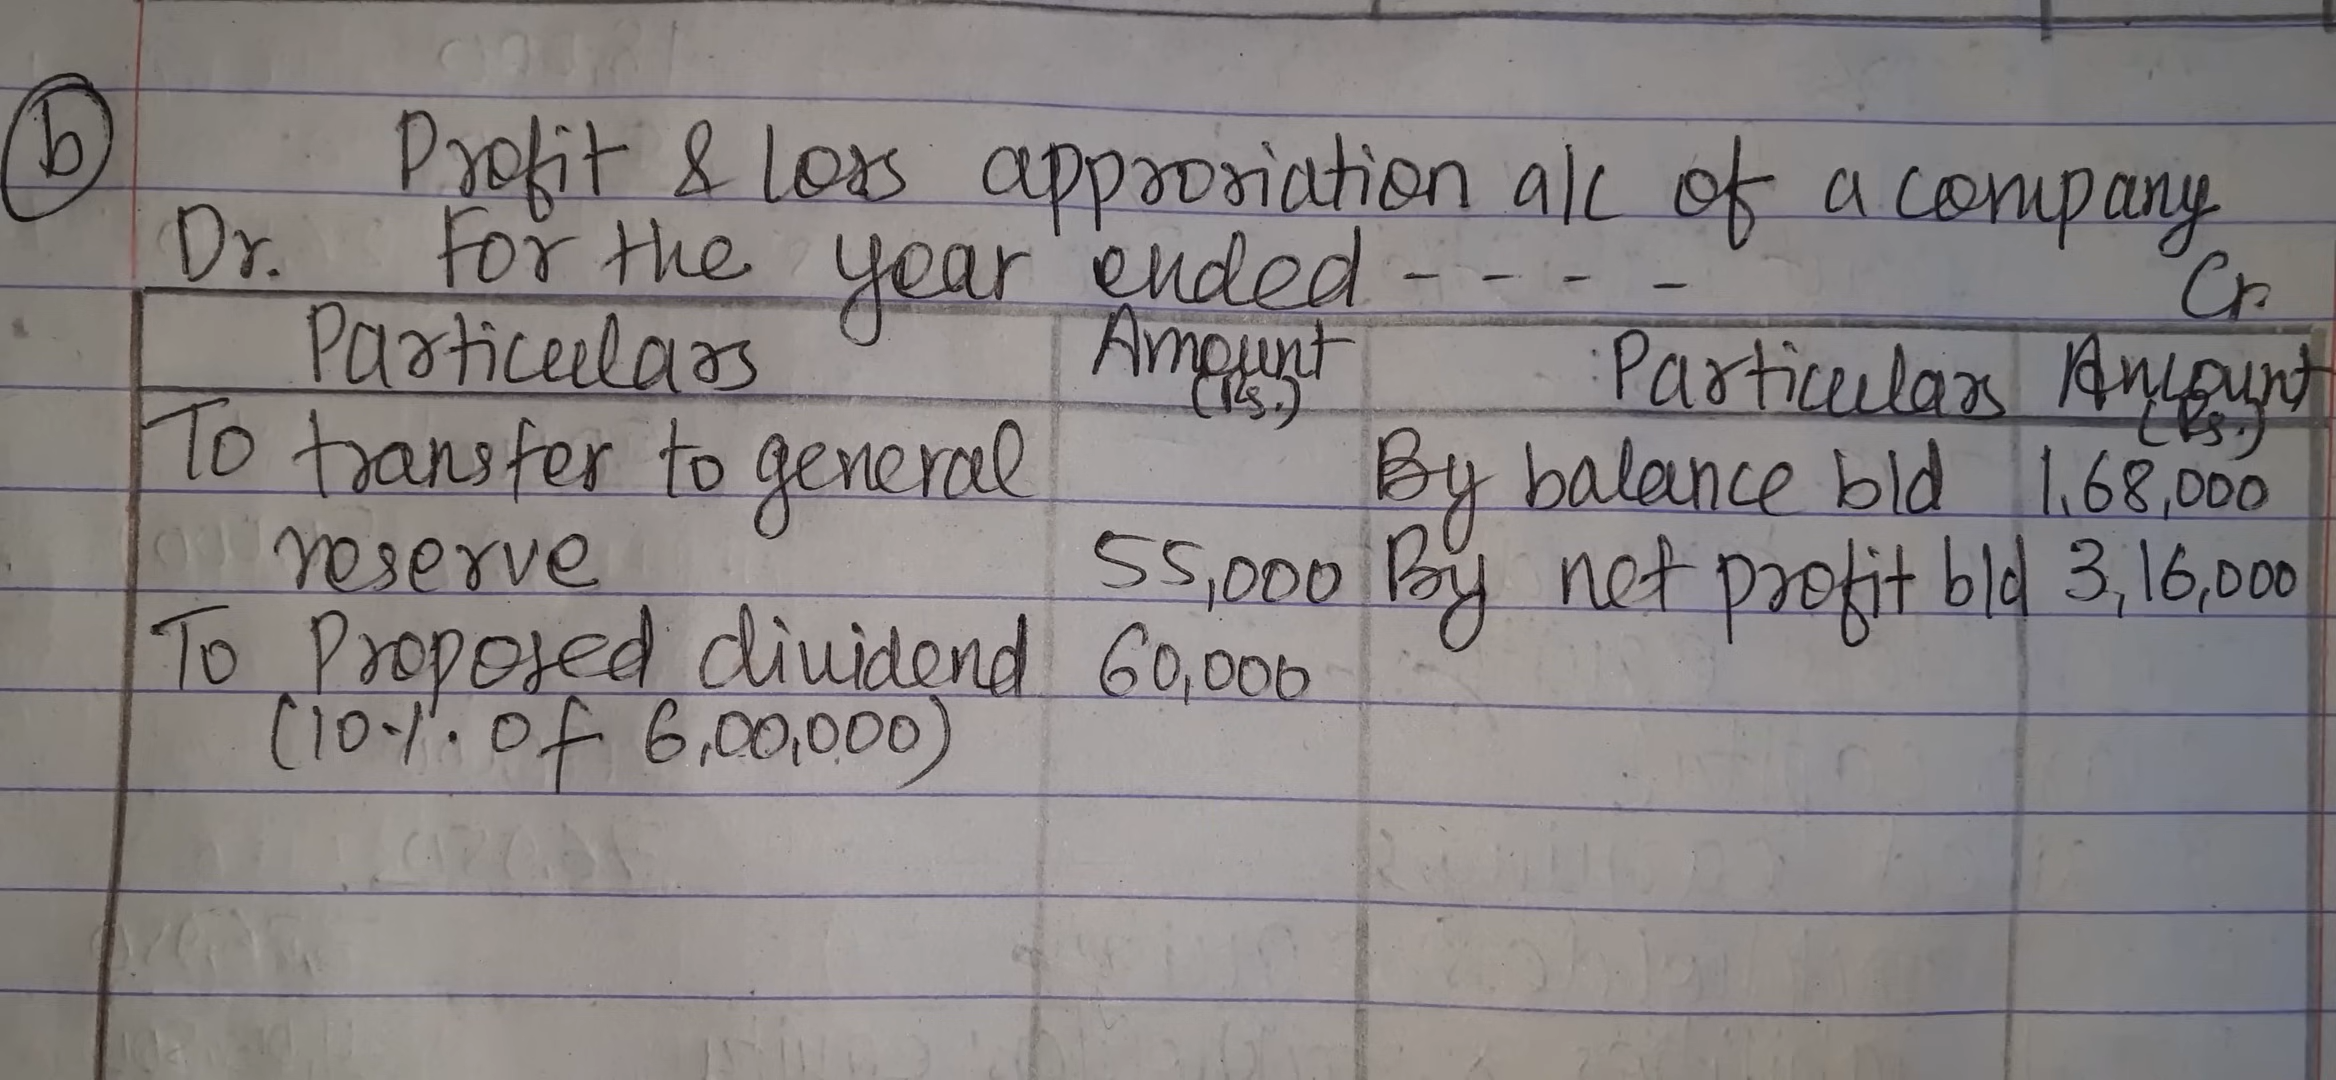 b
Profit & loss approriation a/c of a company
Dr. For the year ended - - - - Cr.
Particulars Amount (Rs.) Particulars Amount (Rs.)
To transfer to general By balance b/d 1,68,000
reserve 55,000 By net profit b/d 3,16,000
To Proposed dividend 60,000
(10%. of 6,00,000)